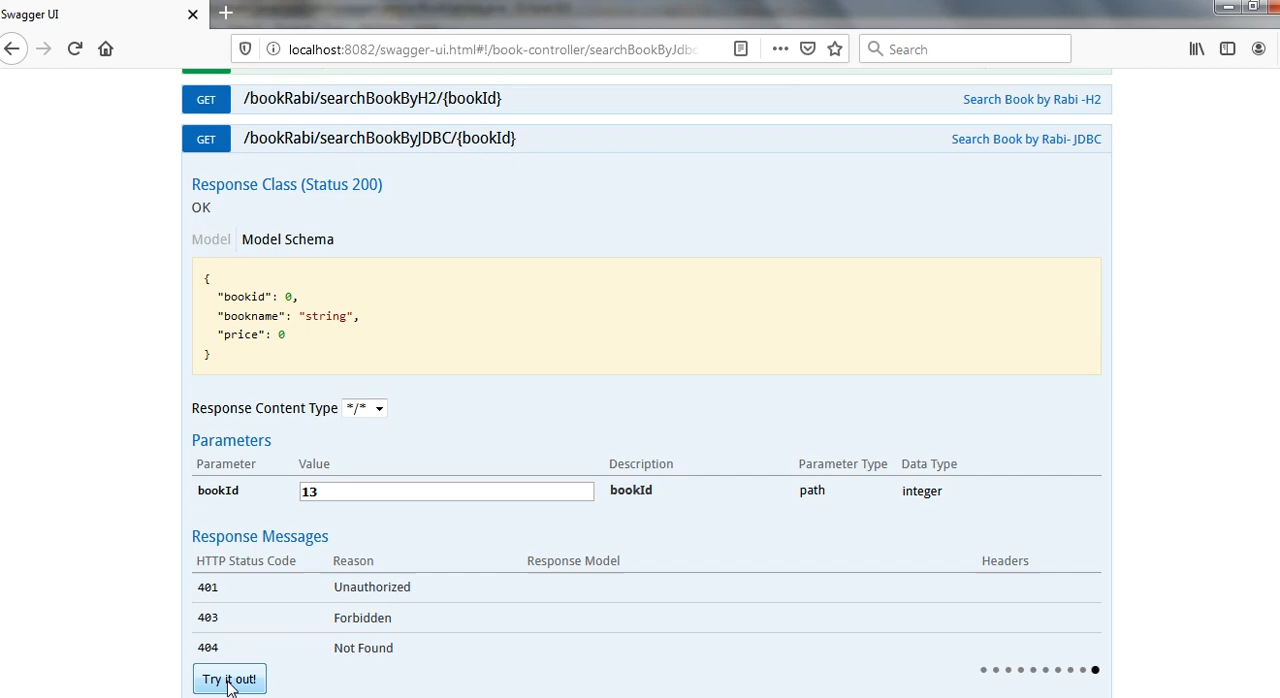 Swagger UI
localhost:8082/swagger-ui.html#!/book-controller/searchBookByJdbc
Search
GET /bookRabi/searchBookByH2/{bookId} Search Book by Rabi -H2
GET /bookRabi/searchBookByJDBC/{bookId} Search Book by Rabi- JDBC
Response Class (Status 200)
OK
Model Model Schema
{
"bookid": 0,
"bookname": "string",
"price": 0
}
Response Content Type */*
Parameters
Parameter Value Description Parameter Type Data Type
bookId 13 bookId path integer
Response Messages
HTTP Status Code Reason Response Model Headers
401 Unauthorized
403 Forbidden
404 Not Found
Try it out!